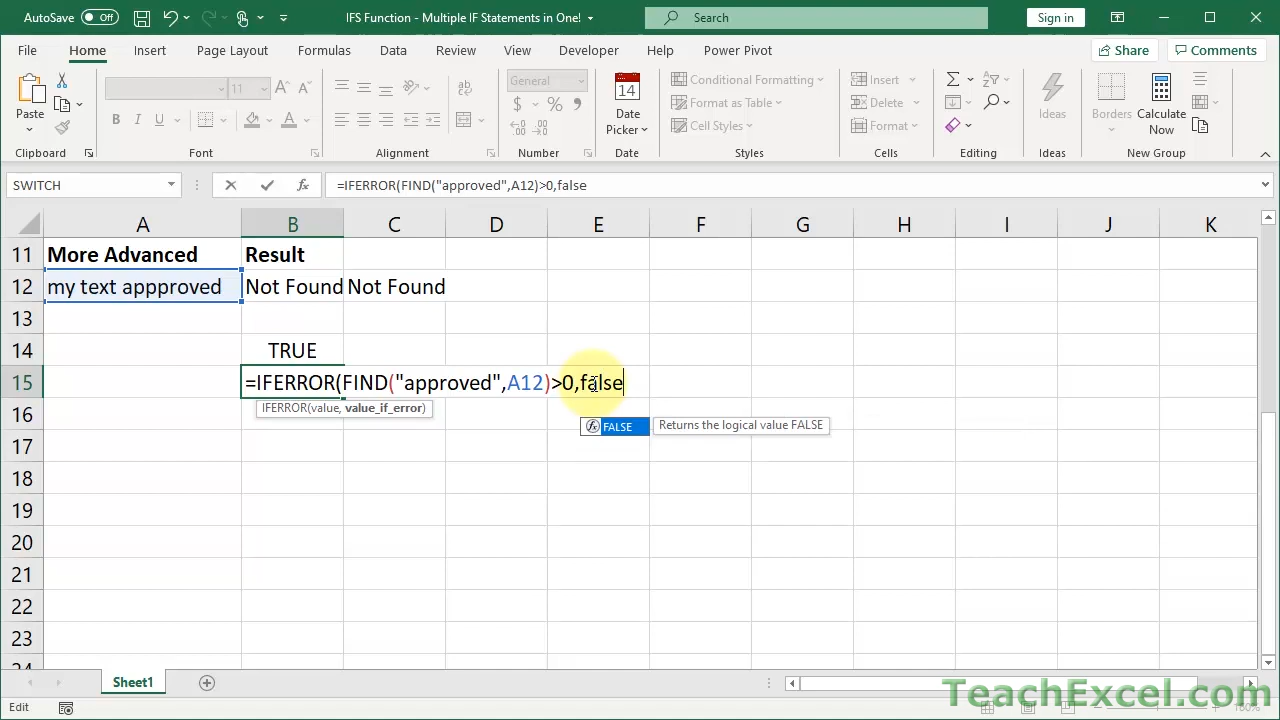 AutoSave Off IFS Function - Multiple IF Statements in One! Search Sign in
File Home Insert Page Layout Formulas Data Review View Developer Help Power Pivot Share Comments
Paste 11 General Conditional Formatting Format as Table Cell Styles 14 Date Picker Insert Delete Format Ideas Borders Calculate Now
Clipboard Font Alignment Number Date Styles Cells Editing Ideas New Group
SWITCH =IFERROR(FIND("approved",A12)>0,false
A B C D E F G H I J K
11 More Advanced Result
12 my text appproved Not Found Not Found
13
14 TRUE
15 =IFERROR(FIND("approved",A12)>0,false
IFERROR(value, value_if_error)
16 FALSE Returns the logical value FALSE
17
18
19
20
21
22
23
24
Sheet1
TeachExcel.com
Edit 100%